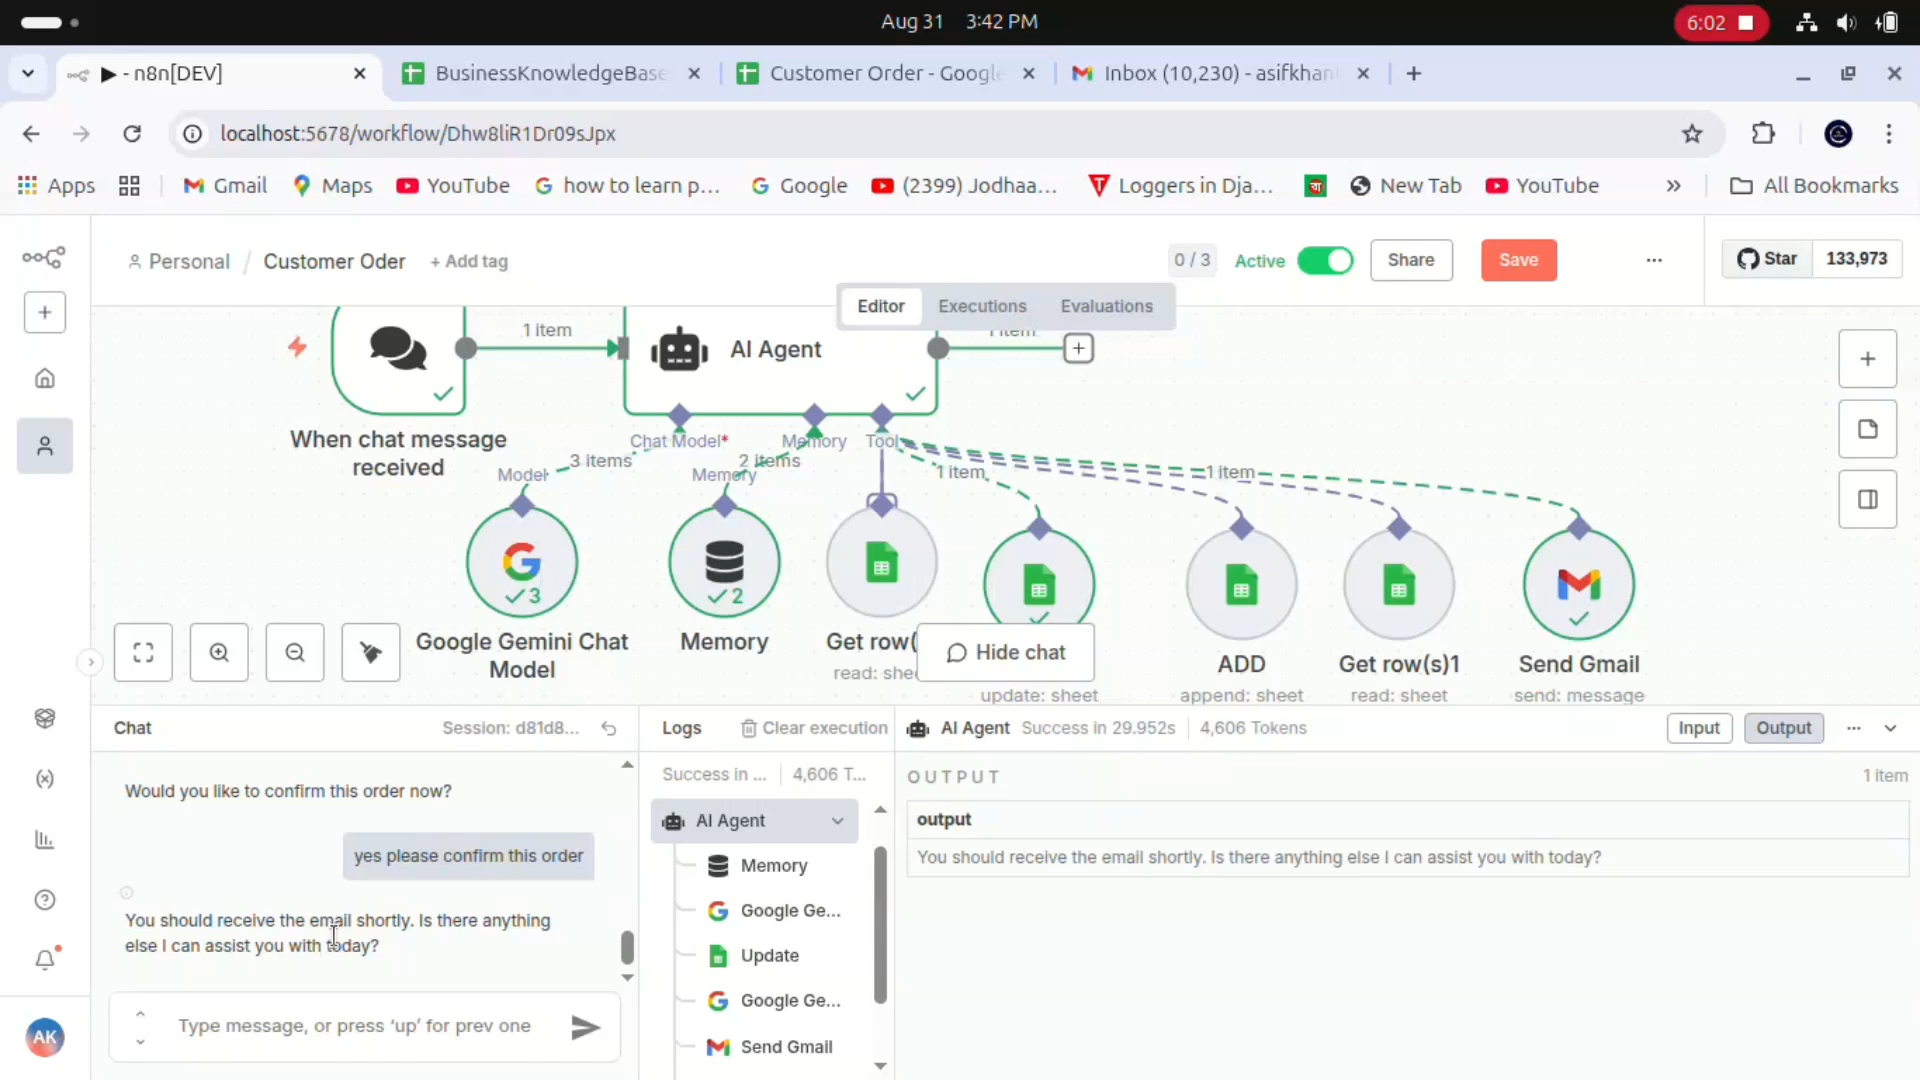 Aug 31 3:42 PM
6:02
▶ - n8n[DEV]
BusinessKnowledgeBase
Customer Order - Google
Inbox (10,230) - asifkhan
localhost:5678/workflow/Dhw8liR1Dr09sJpx
Apps
Gmail
Maps
YouTube
how to learn p...
Google
(2399) Jodhaa...
Loggers in Dja...
New Tab
YouTube
All Bookmarks
Personal / Customer Oder + Add tag
0 / 3
Active
Share
Save
...
Star 133,973
Editor Executions Evaluations
1 item
AI Agent
1 item
When chat message
received
Chat Model*
Memory
Tool
Model
3 items
Memory
2 items
1 item
1 item
3
2
Google Gemini Chat
Model
Memory
Get row(
read: shee
Hide chat
update: sheet
ADD
append: sheet
Get row(s)1
read: sheet
Send Gmail
send: message
Chat
Session: d81d8...
Logs
Clear execution
AI Agent Success in 29.952s 4,606 Tokens
Input
Output
...
Would you like to confirm this order now?
yes please confirm this order
You should receive the email shortly. Is there anything
else I can assist you with today?
Type message, or press ‘up’ for prev one
AK
Success in ... 4,606 T...
AI Agent
Memory
Google Ge...
Update
Google Ge...
Send Gmail
OUTPUT
1 item
output
You should receive the email shortly. Is there anything else I can assist you with today?